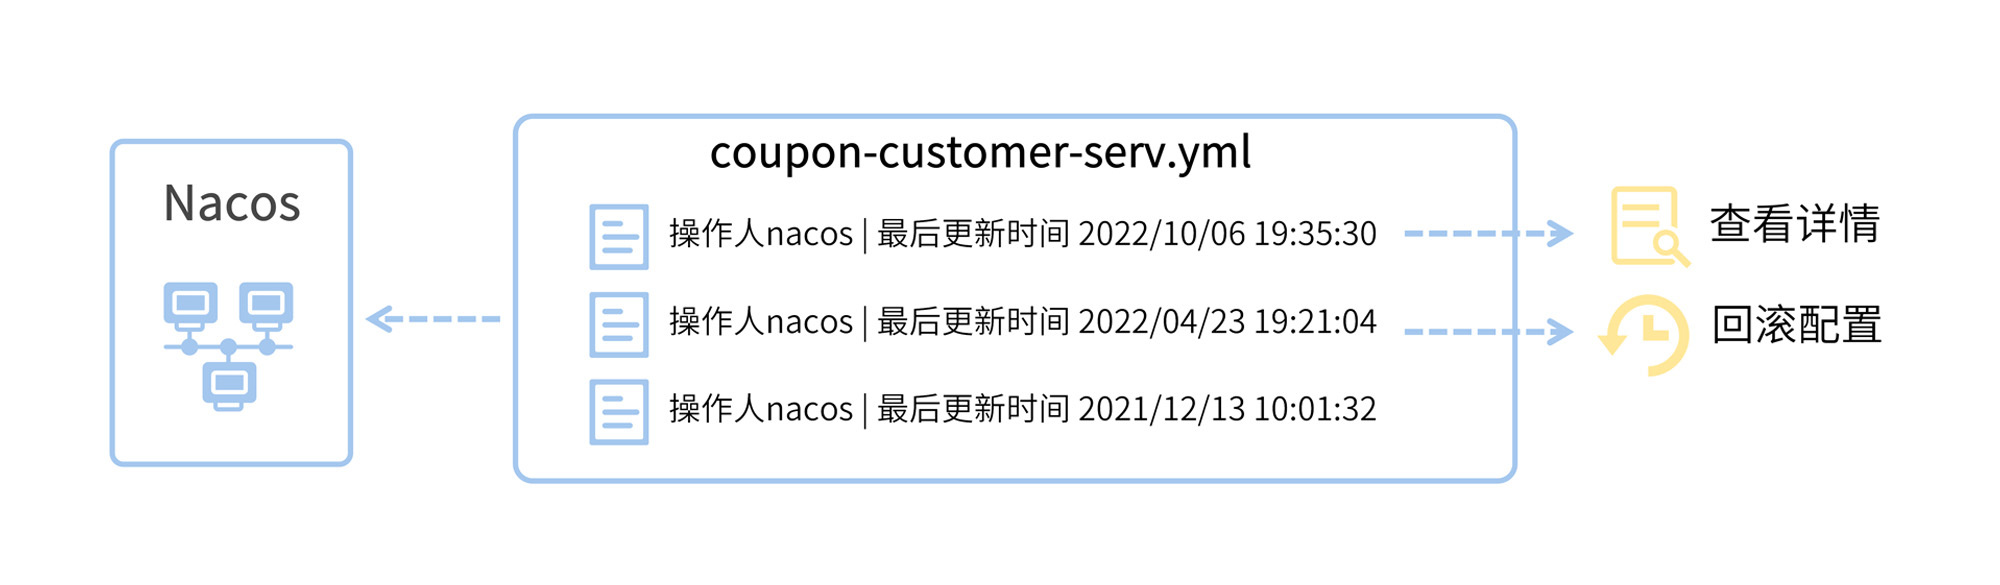 Nacos
coupon-customer-serv.yml
操作人nacos | 最后更新时间 2022/10/06 19:35:30
查看详情
操作人nacos | 最后更新时间 2022/04/23 19:21:04
回滚配置
操作人nacos | 最后更新时间 2021/12/13 10:01:32